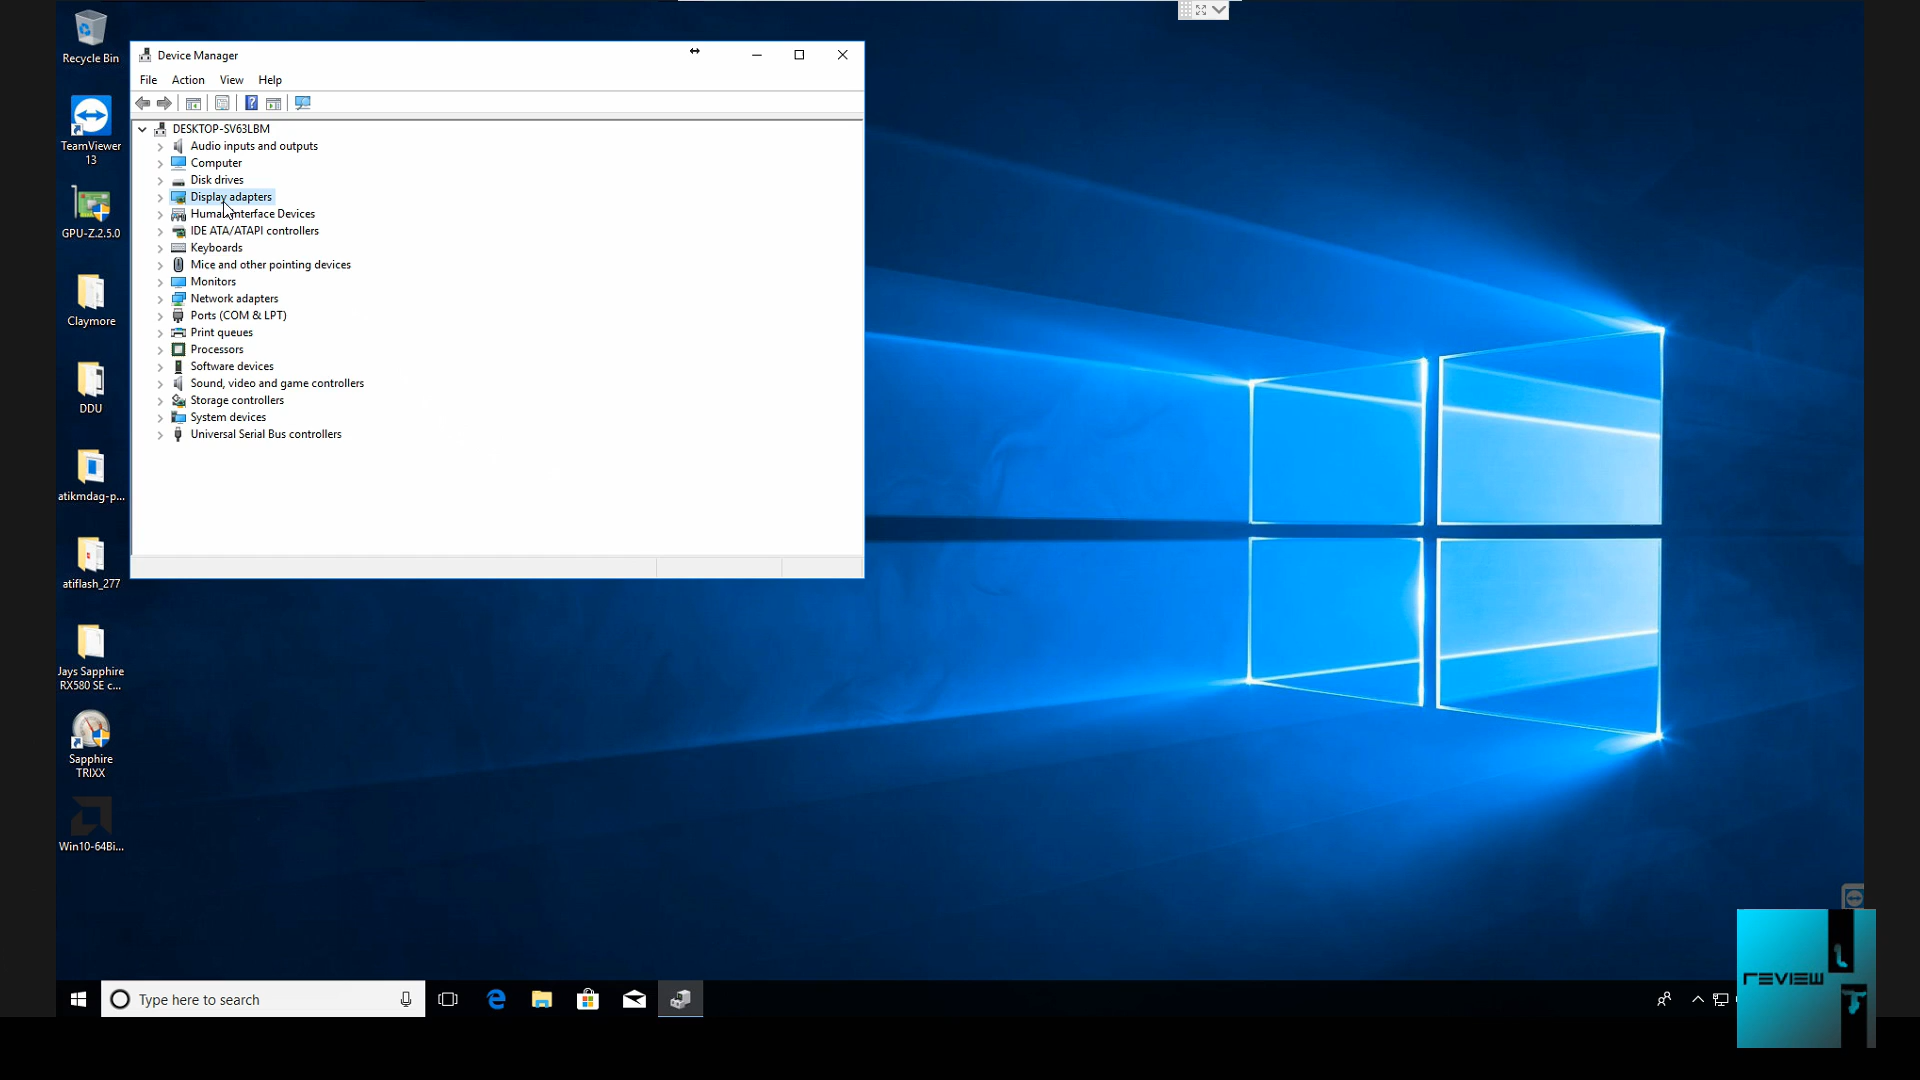 Recycle Bin
TeamViewer
13
GPU-Z.2.5.0
Claymore
DDU
atikmdag-p...
atiflash_277
Jays Sapphire
RX580 SE c...
Sapphire
TRIXX
Win10-64Bi...
Device Manager
File Action View Help
DESKTOP-SV63LBM
Audio inputs and outputs
Computer
Disk drives
Display adapters
Human Interface Devices
IDE ATA/ATAPI controllers
Keyboards
Mice and other pointing devices
Monitors
Network adapters
Ports (COM & LPT)
Print queues
Processors
Software devices
Sound, video and game controllers
Storage controllers
System devices
Universal Serial Bus controllers
Type here to search
REVIEW